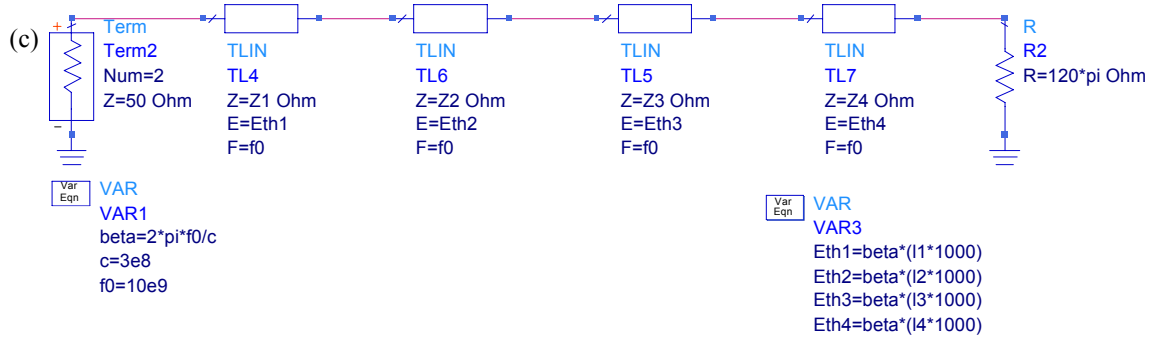 (c)
+
Term
Term2
Num=2
Z=50 Ohm
-
TLIN
TL4
Z=Z1 Ohm
E=Eth1
F=f0
TLIN
TL6
Z=Z2 Ohm
E=Eth2
F=f0
TLIN
TL5
Z=Z3 Ohm
E=Eth3
F=f0
TLIN
TL7
Z=Z4 Ohm
E=Eth4
F=f0
R
R2
R=120*pi Ohm
Var
Eqn
VAR
VAR1
beta=2*pi*f0/c
c=3e8
f0=10e9
Var
Eqn
VAR
VAR3
Eth1=beta*(l1*1000)
Eth2=beta*(l2*1000)
Eth3=beta*(l3*1000)
Eth4=beta*(l4*1000)